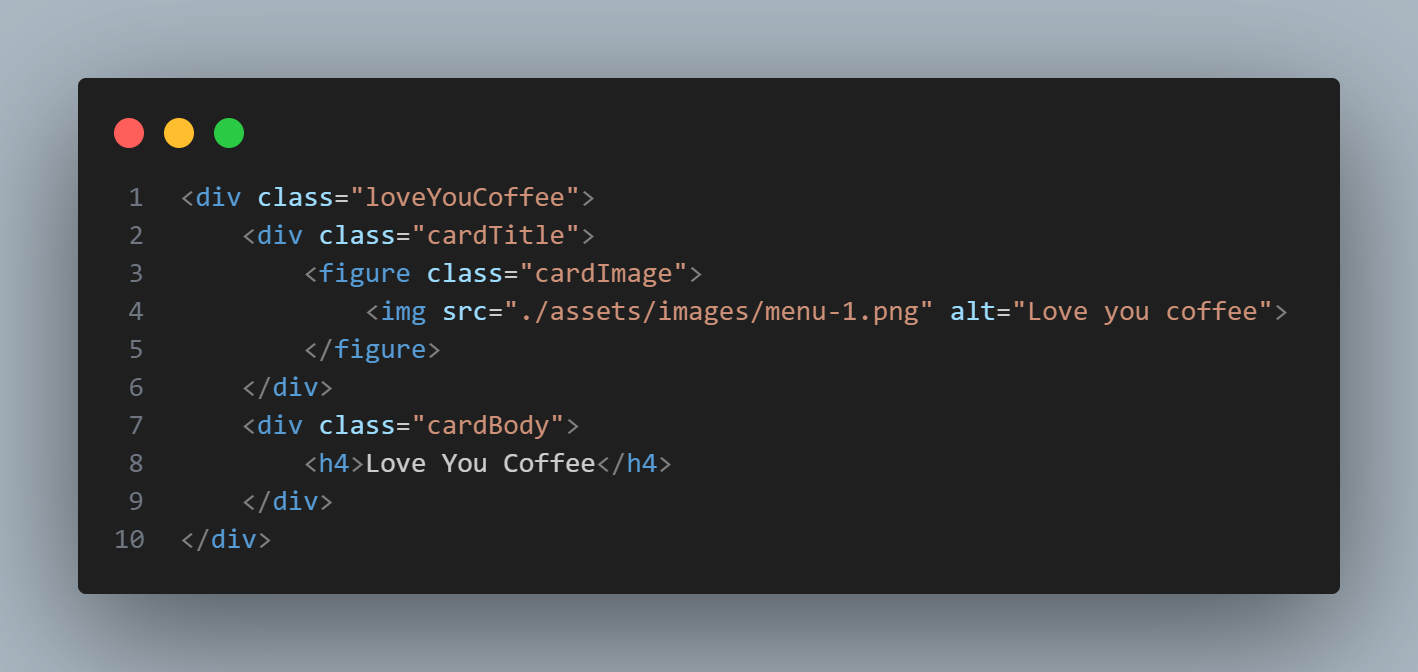 1 <div class="loveYouCoffee">
2     <div class="cardTitle">
3         <figure class="cardImage">
4             <img src="./assets/images/menu-1.png" alt="Love you coffee">
5         </figure>
6     </div>
7     <div class="cardBody">
8         <h4>Love You Coffee</h4>
9     </div>
10 </div>